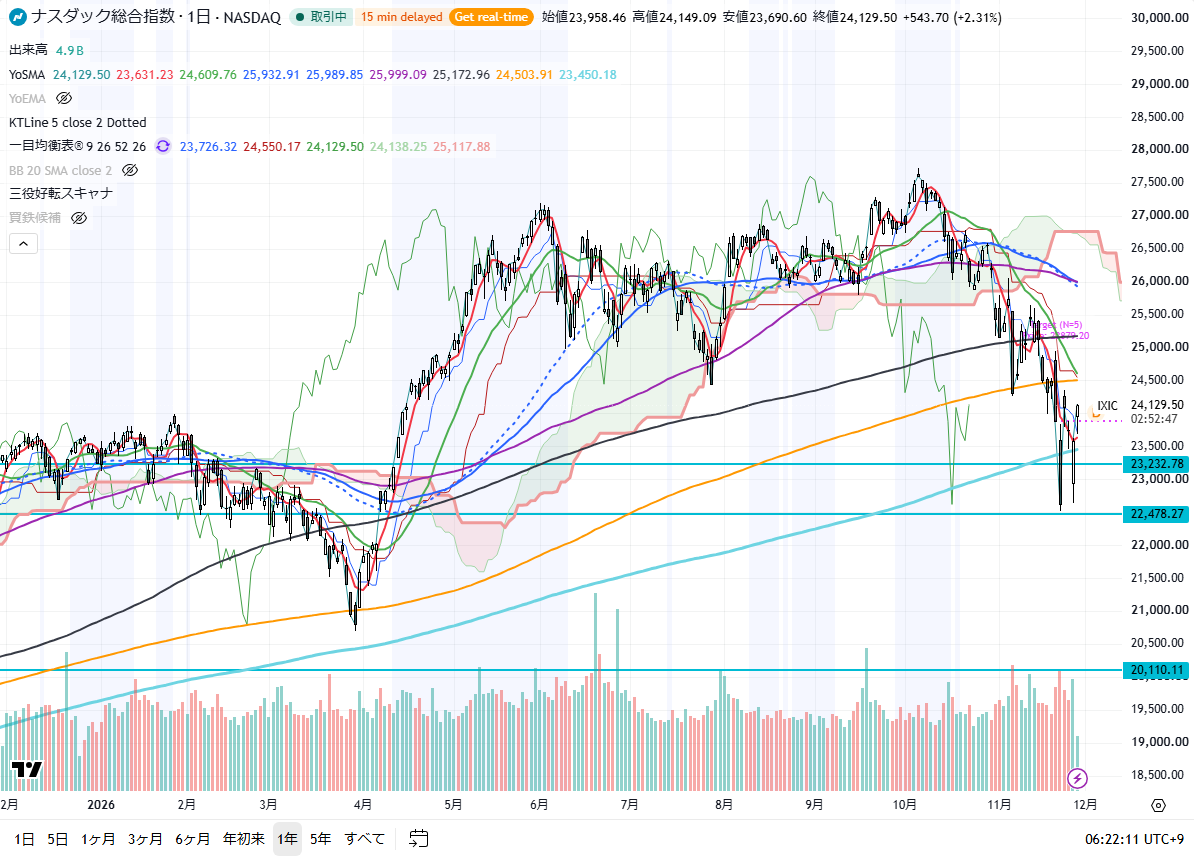 ナスダック総合指数 · 1日 · NASDAQ 取引中 15 min delayed Get real-time 始値23,958.46 高値24,149.09 安値23,690.60 終値24,129.50 +543.70 (+2.31%)
出来高 4.9 B
YoSMA 24,129.50 23,631.23 24,609.76 25,932.91 25,989.85 25,999.09 25,172.96 24,503.91 23,450.18
YoEMA
KTLine 5 close 2 Dotted
一目均衡表® 9 26 52 26 23,726.32 24,550.17 24,129.50 24,138.25 25,117.88
BB 20 SMA close 2
三役好転スキャナ
買鉄候補
30,000.00
29,500.00
29,000.00
28,500.00
28,000.00
27,500.00
27,000.00
26,500.00
26,000.00
25,500.00
25,000.00
24,500.00
(N=5)
IXIC 24,129.50
02:52:47
23,500.00
23,232.78
23,000.00
22,478.27
22,000.00
21,500.00
21,000.00
20,500.00
20,110.11
19,500.00
19,000.00
18,500.00
2月 2026 2月 3月 4月 5月 6月 7月 8月 9月 10月 11月 12月
1日 5日 1ヶ月 3ヶ月 6ヶ月 年初来 1年 5年 すべて 06:22:11 UTC+9